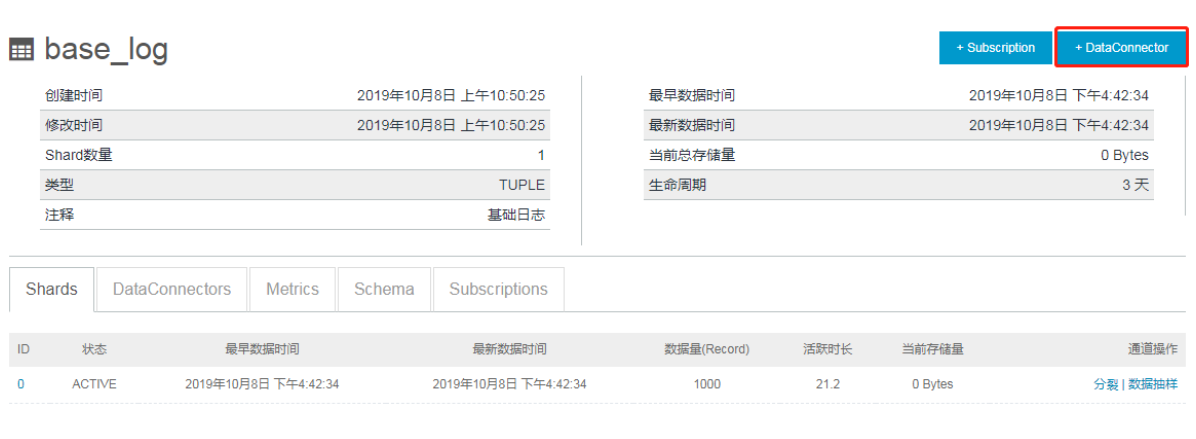 base_log
+ Subscription
+ DataConnector
创建时间 2019年10月8日 上午10:50:25
修改时间 2019年10月8日 上午10:50:25
Shard数量 1
类型 TUPLE
注释 基础日志
最早数据时间 2019年10月8日 下午4:42:34
最新数据时间 2019年10月8日 下午4:42:34
当前总存储量 0 Bytes
生命周期 3 天
Shards DataConnectors Metrics Schema Subscriptions
ID 状态 最早数据时间 最新数据时间 数据量(Record) 活跃时长 当前存储量 通道操作
0 ACTIVE 2019年10月8日 下午4:42:34 2019年10月8日 下午4:42:34 1000 21.2 0 Bytes 分裂 | 数据抽样